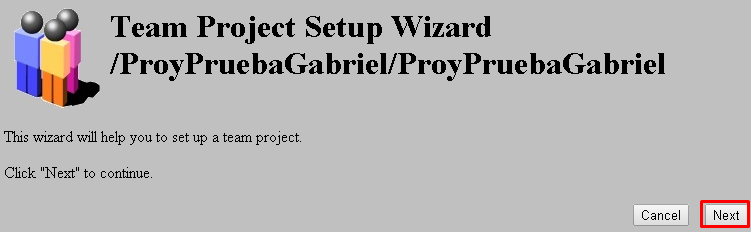 Team Project Setup Wizard
/ProyPruebaGabriel/ProyPruebaGabriel
This wizard will help you to set up a team project.
Click "Next" to continue.
Cancel Next